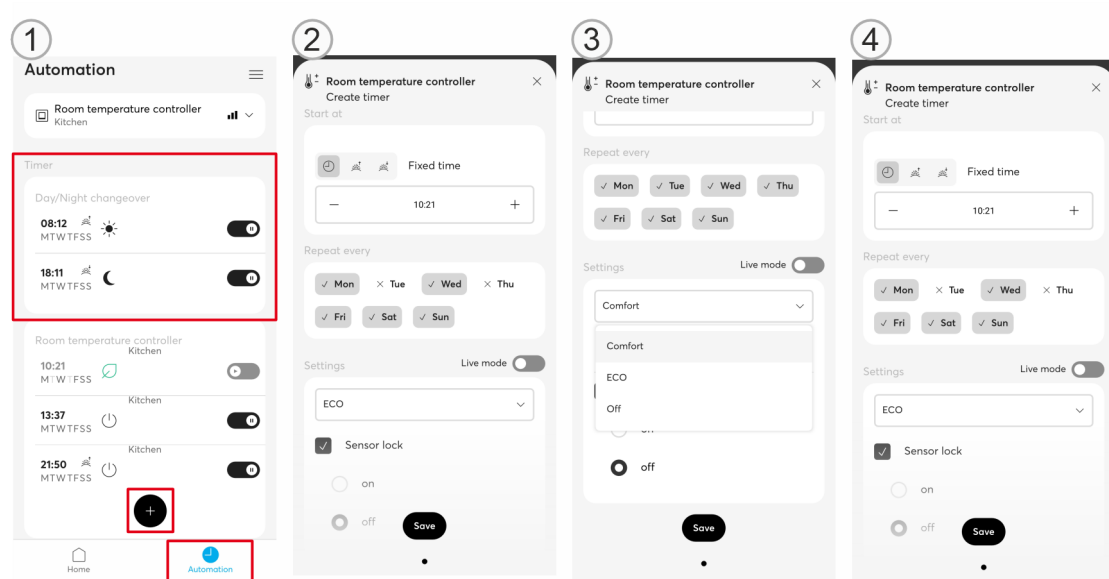 1
Automation
Room temperature controller
Kitchen
Timer
Day/Night changeover
08:12
MTWTFSS
18:11
MTWTFSS
Room temperature controller
Kitchen
10:21
MTWTFSS
Kitchen
13:37
MTWTFSS
Kitchen
21:50
MTWTFSS
+
Home
Automation
2
Room temperature controller
Create timer
Start at
Fixed time
— 10:21 +
Repeat every
✓ Mon × Tue ✓ Wed × Thu
✓ Fri ✓ Sat ✓ Sun
Settings Live mode
ECO
Sensor lock
on
off
Save
3
Room temperature controller
Create timer
Repeat every
✓ Mon ✓ Tue ✓ Wed ✓ Thu
✓ Fri ✓ Sat ✓ Sun
Settings Live mode
Comfort
Comfort
ECO
Off
off
Save
4
Room temperature controller
Create timer
Start at
Fixed time
— 10:21 +
Repeat every
✓ Mon × Tue ✓ Wed × Thu
✓ Fri ✓ Sat ✓ Sun
Settings Live mode
ECO
Sensor lock
on
off
Save